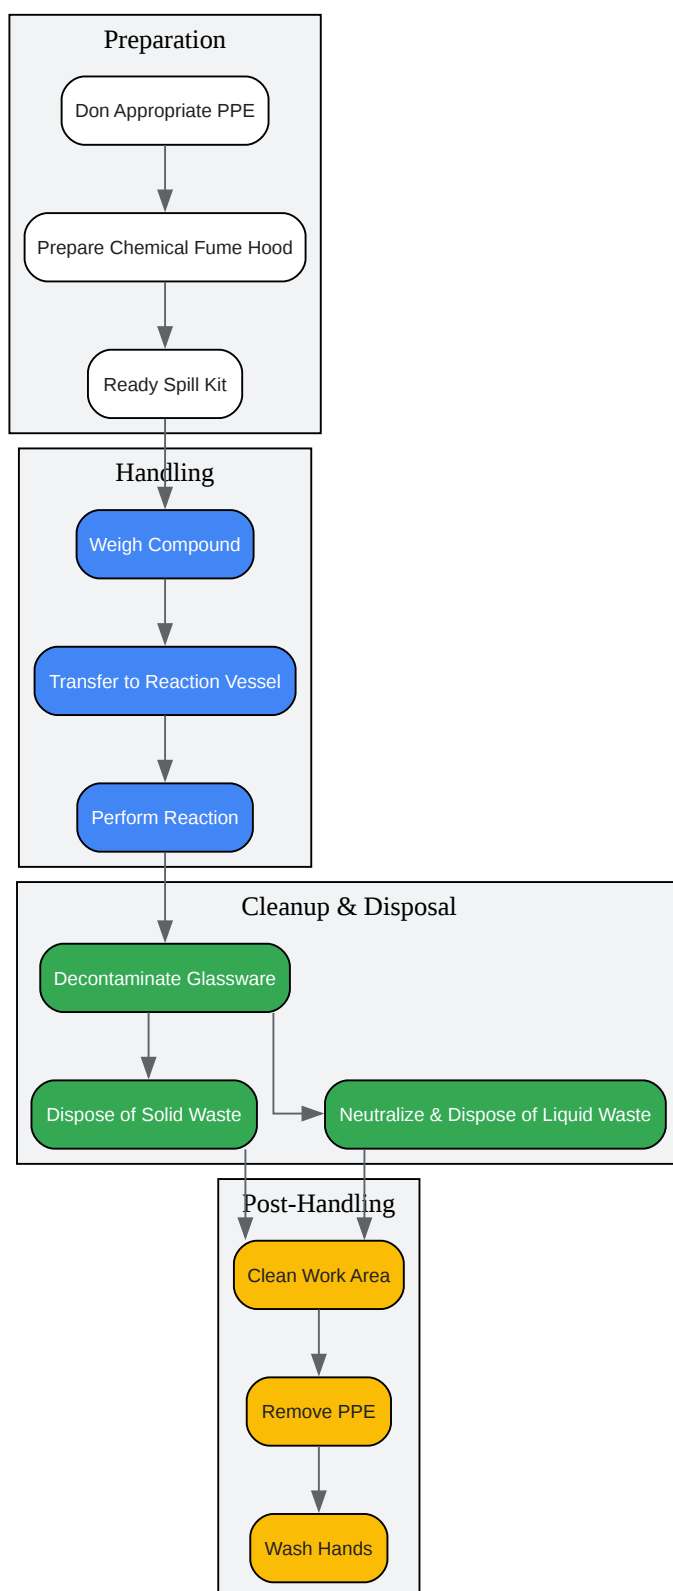 Preparation
Don Appropriate PPE
Prepare Chemical Fume Hood
Ready Spill Kit
Handling
Weigh Compound
Transfer to Reaction Vessel
Perform Reaction
Cleanup & Disposal
Decontaminate Glassware
Dispose of Solid Waste
Neutralize & Dispose of Liquid Waste
Post-Handling
Clean Work Area
Remove PPE
Wash Hands